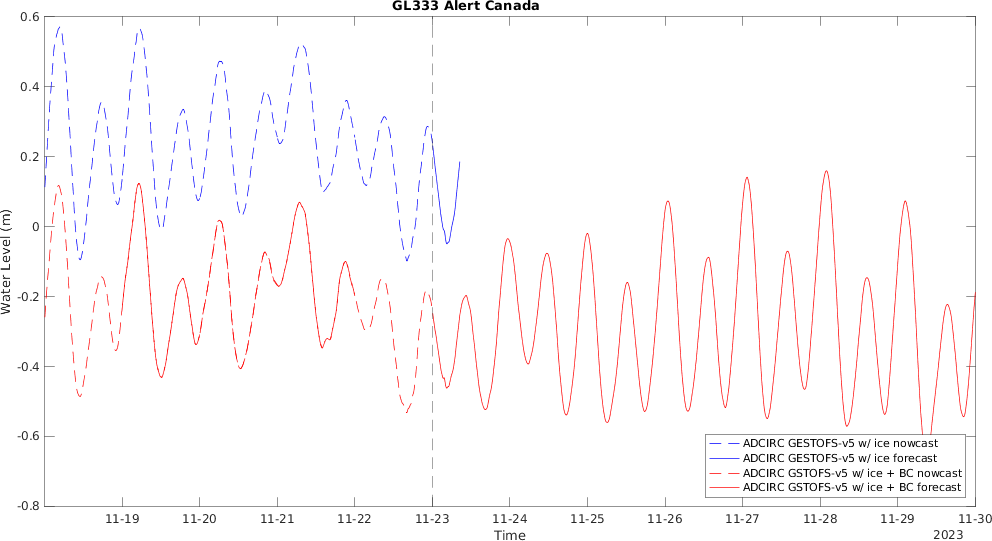 GL333 Alert Canada
0.6
0.4
0.2
0
-0.2
-0.4
-0.6
-0.8
Water Level (m)
ADCIRC GESTOFS-v5 w/ ice nowcast
ADCIRC GESTOFS-v5 w/ ice forecast
ADCIRC GSTOFS-v5 w/ ice + BC nowcast
ADCIRC GSTOFS-v5 w/ ice + BC forecast
11-19 11-20 11-21 11-22 11-23 11-24 11-25 11-26 11-27 11-28 11-29 11-30
Time
2023